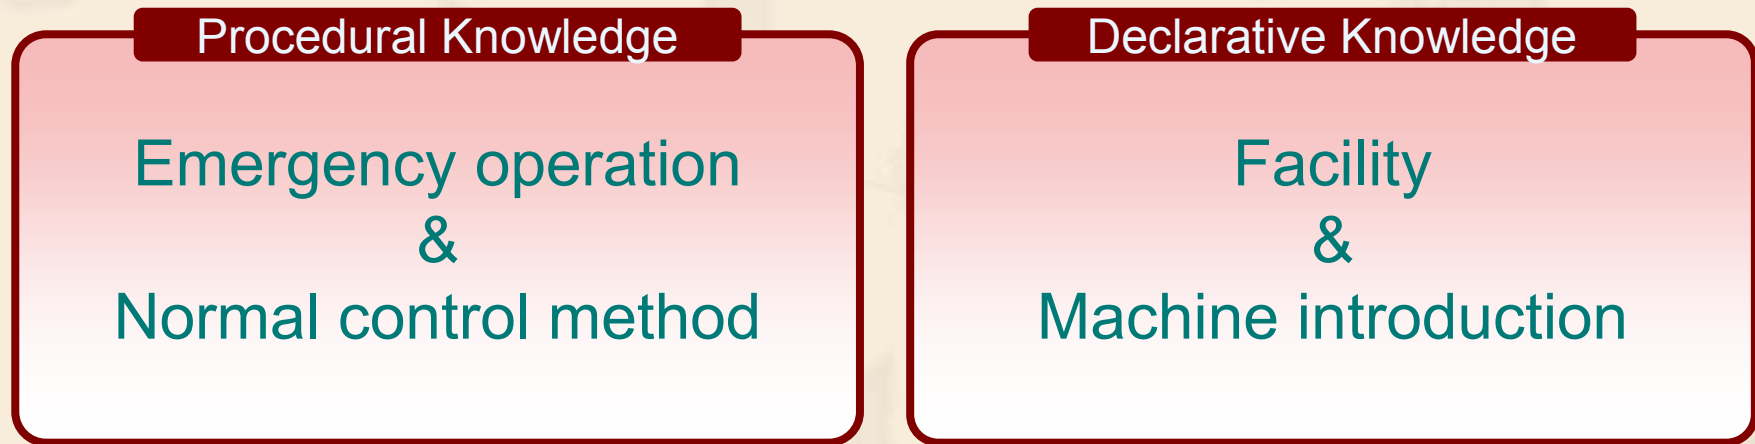 Procedural Knowledge
Emergency operation
&
Normal control method
Declarative Knowledge
Facility
&
Machine introduction